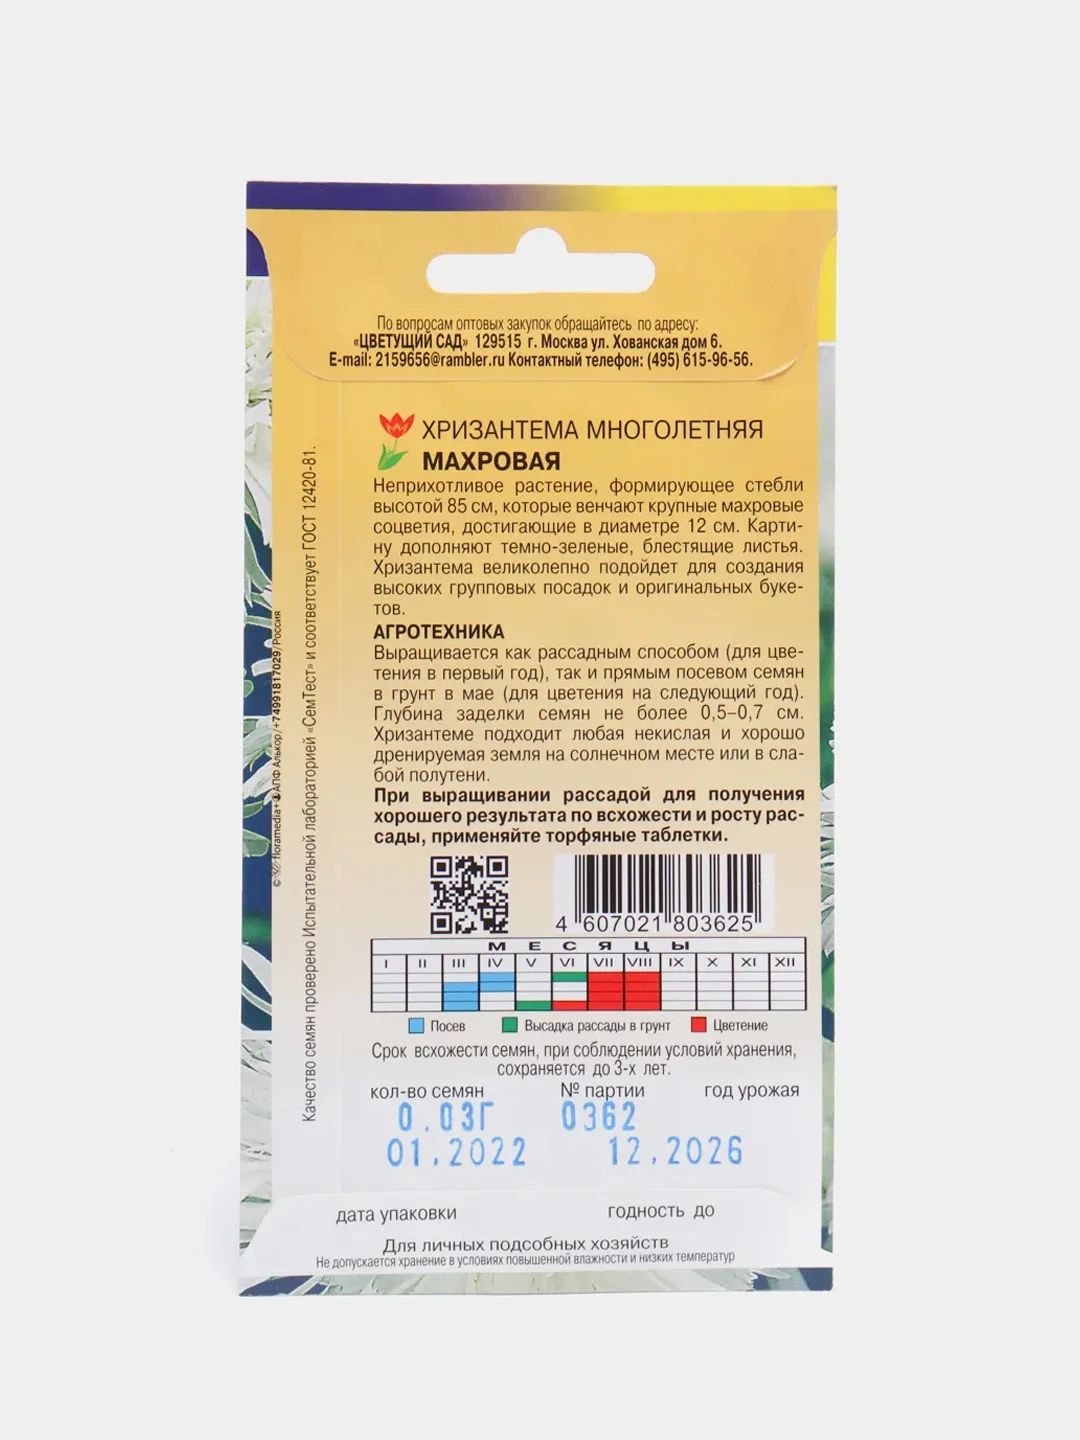 По вопросам оптовых закупок обращайтесь по адресу:
«ЦВЕТУЩИЙ САД» 129515 г. Москва ул. Хованская дом 6.
E-mail: 2159656@rambler.ru Контактный телефон: (495) 615-96-56.
ХРИЗАНТЕМА МНОГОЛЕТНЯЯ
МАХРОВАЯ
Неприхотливое растение, формирующее стебли
высотой 85 см, которые венчают крупные махровые
соцветия, достигающие в диаметре 12 см. Карти-
ну дополняют темно-зеленые, блестящие листья.
Хризантема великолепно подойдет для создания
высоких групповых посадок и оригинальных буке-
тов.
АГРОТЕХНИКА
Выращивается как рассадным способом (для цве-
тения в первый год), так и прямым посевом семян
в грунт в мае (для цветения на следующий год).
Глубина заделки семян не более 0,5–0,7 см.
Хризантеме подходит любая некислая и хорошо
дренируемая земля на солнечном месте или в сла-
бой полутени.
При выращивании рассадой для получения
хорошего результата по всхожести и росту рас-
сады, применяйте торфяные таблетки.
4 607021 803625
МЕСЯЦЫ
I II III IV V VI VII VIII IX X XI XII
Посев Высадка рассады в грунт Цветение
Срок всхожести семян, при соблюдении условий хранения,
сохраняется до 3-х лет.
кол-во семян № партии год урожая
0.03Г 0362
01.2022 12.2026
дата упаковки годность до
Для личных подсобных хозяйств
Не допускается хранение в условиях повышенной влажности и низких температур
Качество семян проверено Испытательной лабораторией «СемТест» и соответствует ГОСТ 12420-81.
© floramedia+ АПФ Алькор/+74991817029/Россия